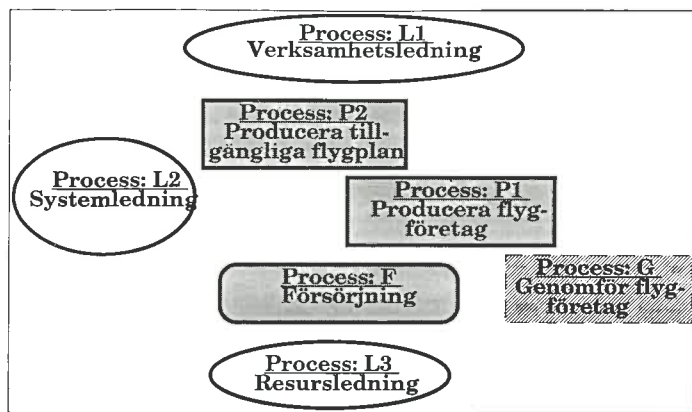 Process: L1
Verksamhetsledning
Process: P2
Producera till-
gängliga flygplan
Process: L2
Systemledning
Process: P1
Producera flyg-
företag
Process: F
Försörjning
Process: G
Genomför flyg-
företag
Process: L3
Resursledning